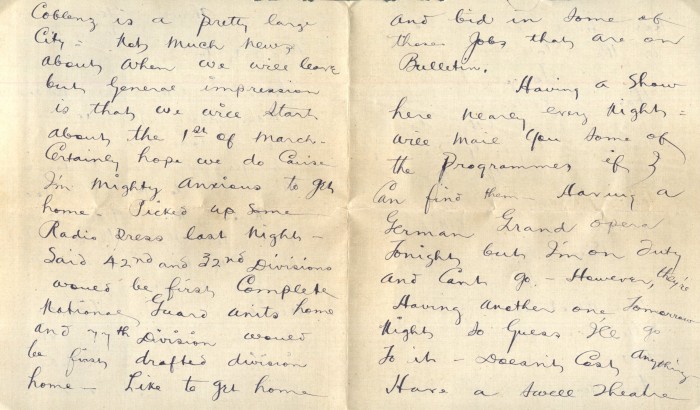 Coblenz is a pretty large
City = Not much news
about when we will leave
but General impression
is that we will start
about the 1st of March -
Certainly hope we do Cause
I'm Mighty Anxious to get
home - Picked up some
Radio Press last Night -
Said 42nd and 32nd Divisions
would be first Complete
National Guard units home
and 77th Division would
be first drafted division
home - Like to get home
and bid in some of
those Jobs that are on
Bulletin.
Having a Show
here nearly every Night =
will mail you some of
the Programmes if I
Can find them - Having a
German Grand opera
Tonight but I'm on Duty
and Can't go. - However, they're
Having another one Tomorrow
Night so Guess I'll go
To it - Doesn't Cost Anything
Have a swell Theatre